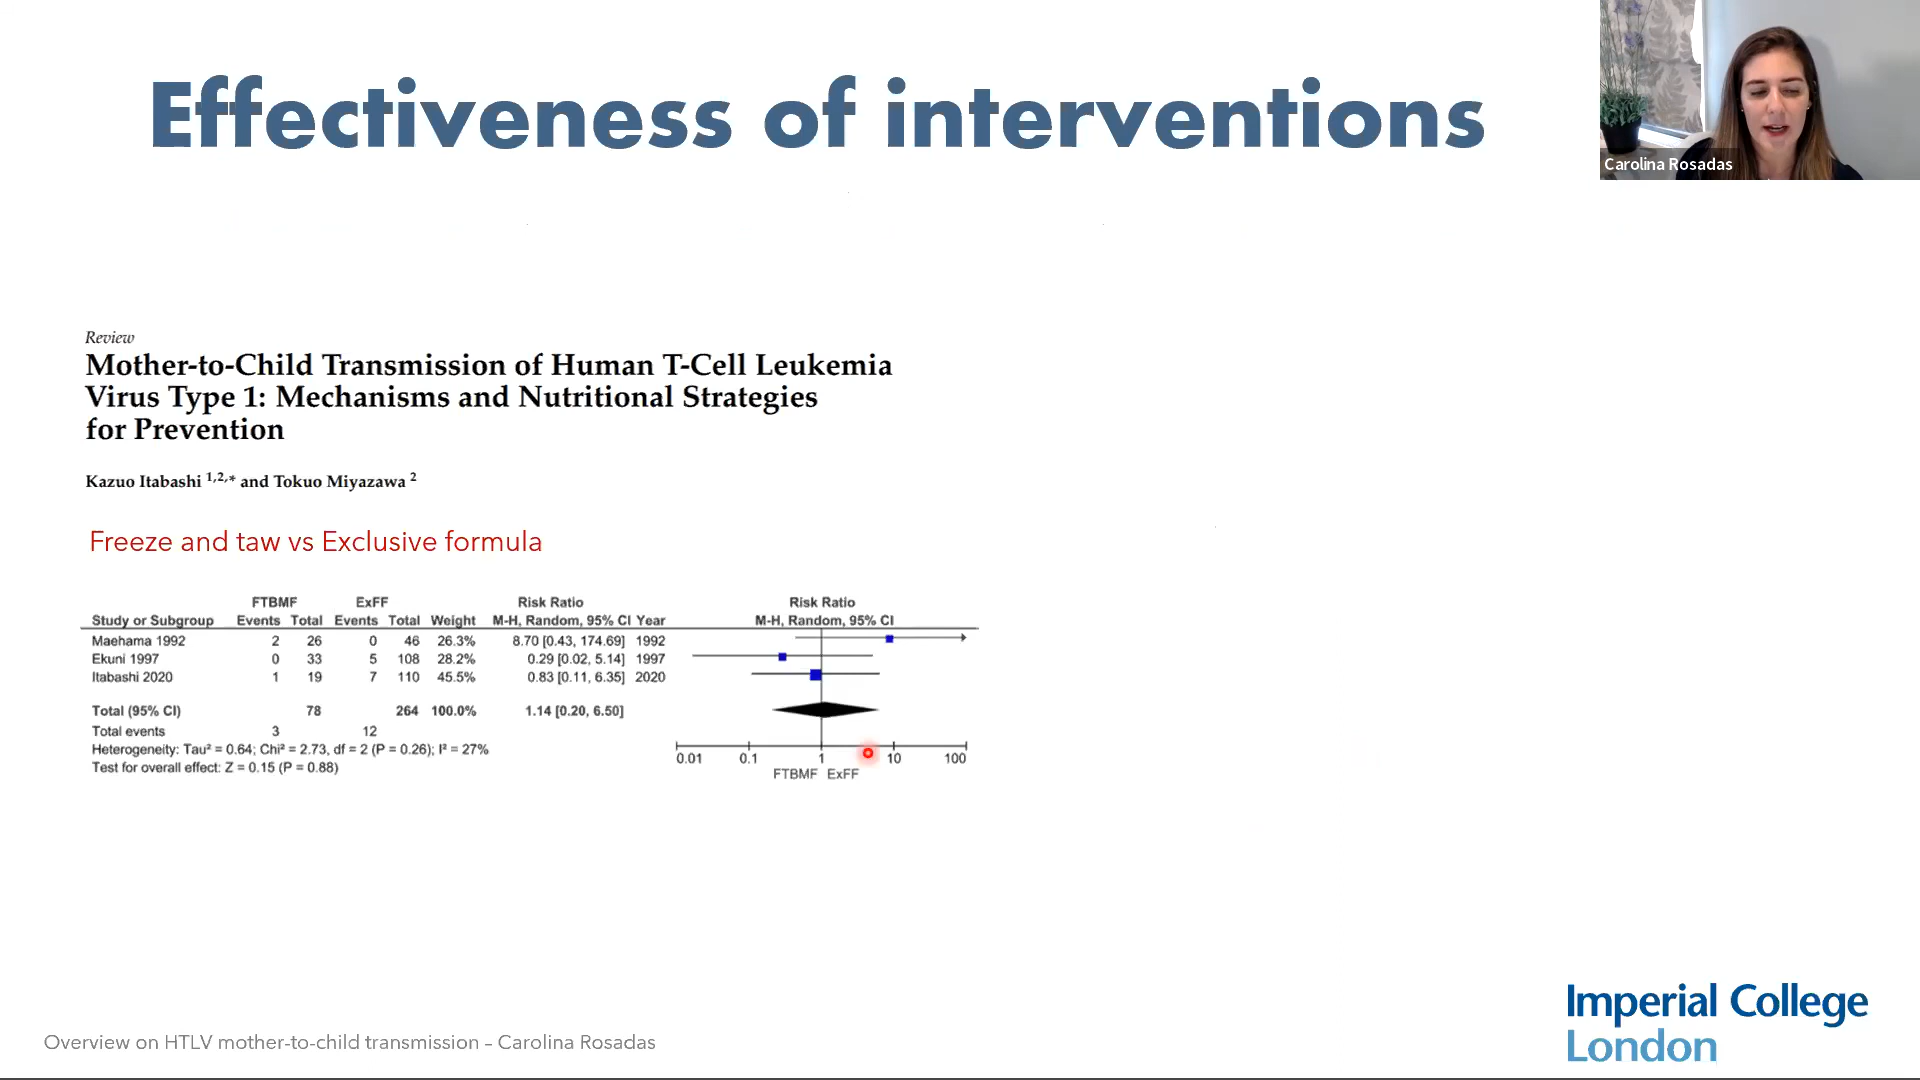 Effectiveness of interventions
Carolina Rosadas
Review
Mother-to-Child Transmission of Human T-Cell Leukemia
Virus Type 1: Mechanisms and Nutritional Strategies
for Prevention
Kazuo Itabashi 1,2,* and Tokuo Miyazawa 2
Freeze and taw vs Exclusive formula
FTBMF ExFF Risk Ratio Risk Ratio
Study or Subgroup Events Total Events Total Weight M-H, Random, 95% CI Year M-H, Random, 95% CI
Maehama 1992 2 26 0 46 26.3% 8.70 [0.43, 174.69] 1992
Ekuni 1997 0 33 5 108 28.2% 0.29 [0.02, 5.14] 1997
Itabashi 2020 1 19 7 110 45.5% 0.83 [0.11, 6.35] 2020
Total (95% CI) 78 264 100.0% 1.14 [0.20, 6.50]
Total events 3 12
Heterogeneity: Tau² = 0.64; Chi² = 2.73, df = 2 (P = 0.26); I² = 27%
Test for overall effect: Z = 0.15 (P = 0.88)
0.01 0.1 1 10 100
FTBMF ExFF
Overview on HTLV mother-to-child transmission – Carolina Rosadas
Imperial College
London